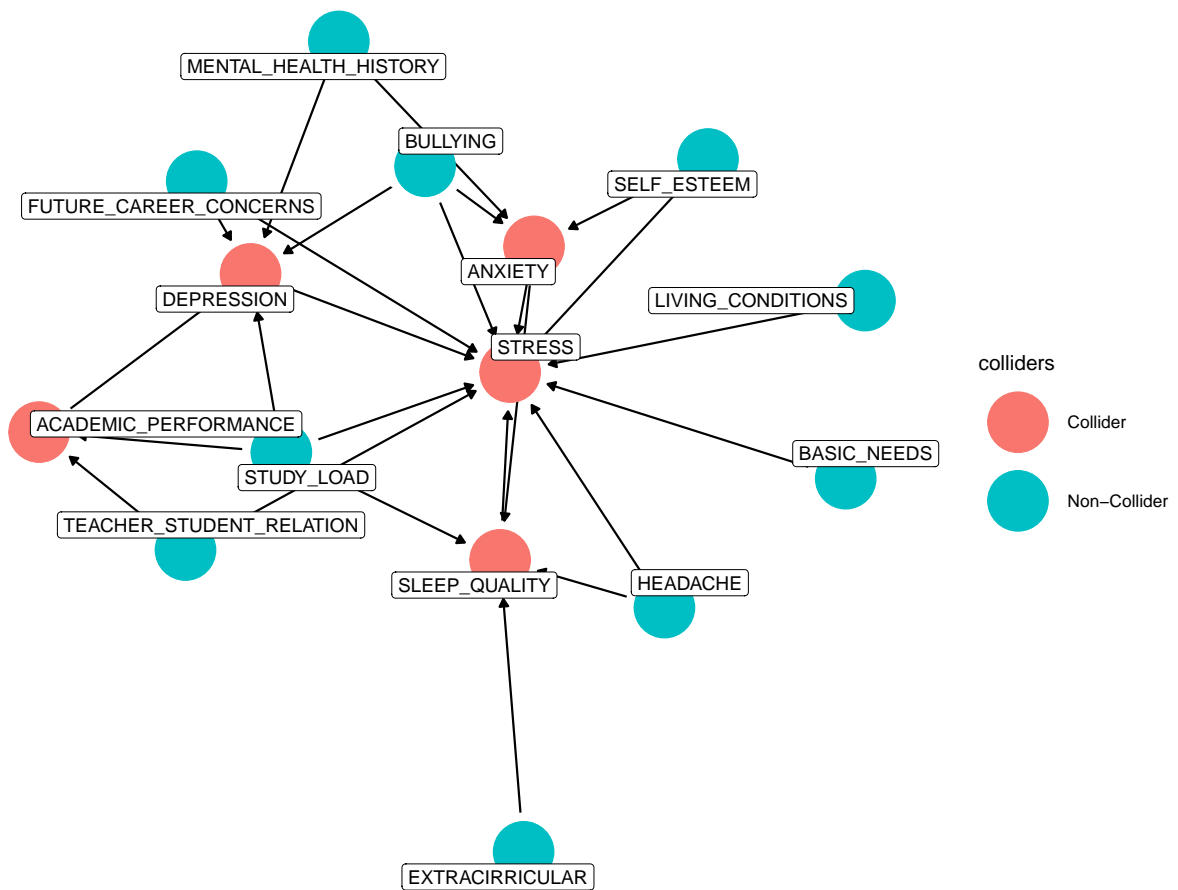 MENTAL_HEALTH_HISTORY
BULLYING
SELF_ESTEEM
FUTURE_CAREER_CONCERNS
ANXIETY
DEPRESSION
LIVING_CONDITIONS
STRESS
colliders
Collider
ACADEMIC_PERFORMANCE
BASIC_NEEDS
STUDY_LOAD
Non−Collider
TEACHER_STUDENT_RELATION
SLEEP_QUALITY
HEADACHE
EXTRACIRRICULAR